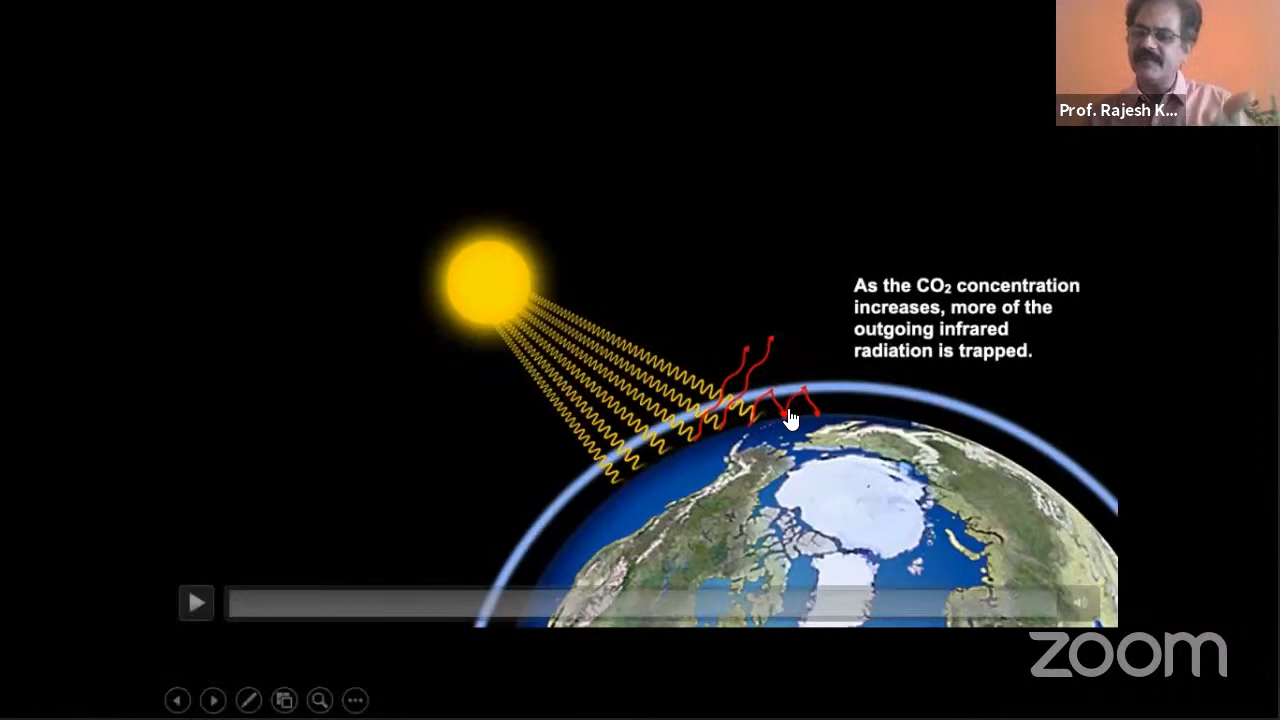 Prof. Rajesh K...
As the CO₂ concentration
increases, more of the
outgoing infrared
radiation is trapped.
zoom